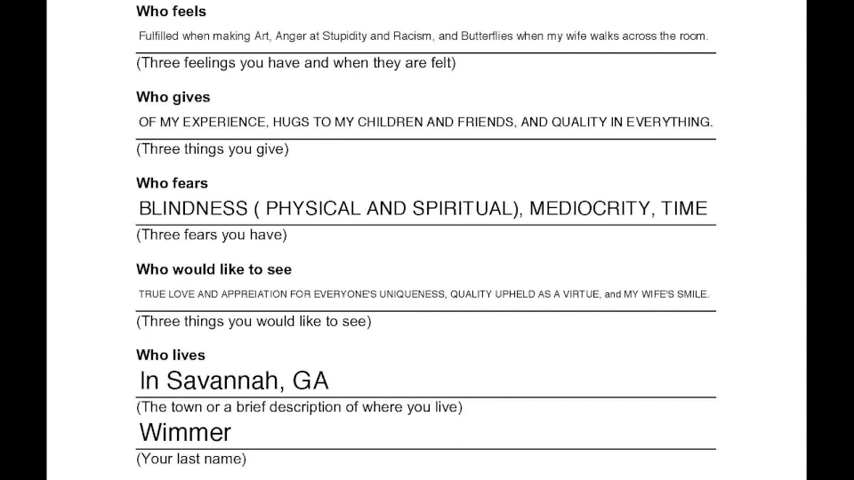 Who feels
Fulfilled when making Art, Anger at Stupidity and Racism, and Butterflies when my wife walks across the room.
(Three feelings you have and when they are felt)
Who gives
OF MY EXPERIENCE, HUGS TO MY CHILDREN AND FRIENDS, AND QUALITY IN EVERYTHING.
(Three things you give)
Who fears
BLINDNESS ( PHYSICAL AND SPIRITUAL), MEDIOCRITY, TIME
(Three fears you have)
Who would like to see
TRUE LOVE AND APPREIATION FOR EVERYONE'S UNIQUENESS, QUALITY UPHELD AS A VIRTUE, and MY WIFE'S SMILE.
(Three things you would like to see)
Who lives
In Savannah, GA
(The town or a brief description of where you live)
Wimmer
(Your last name)